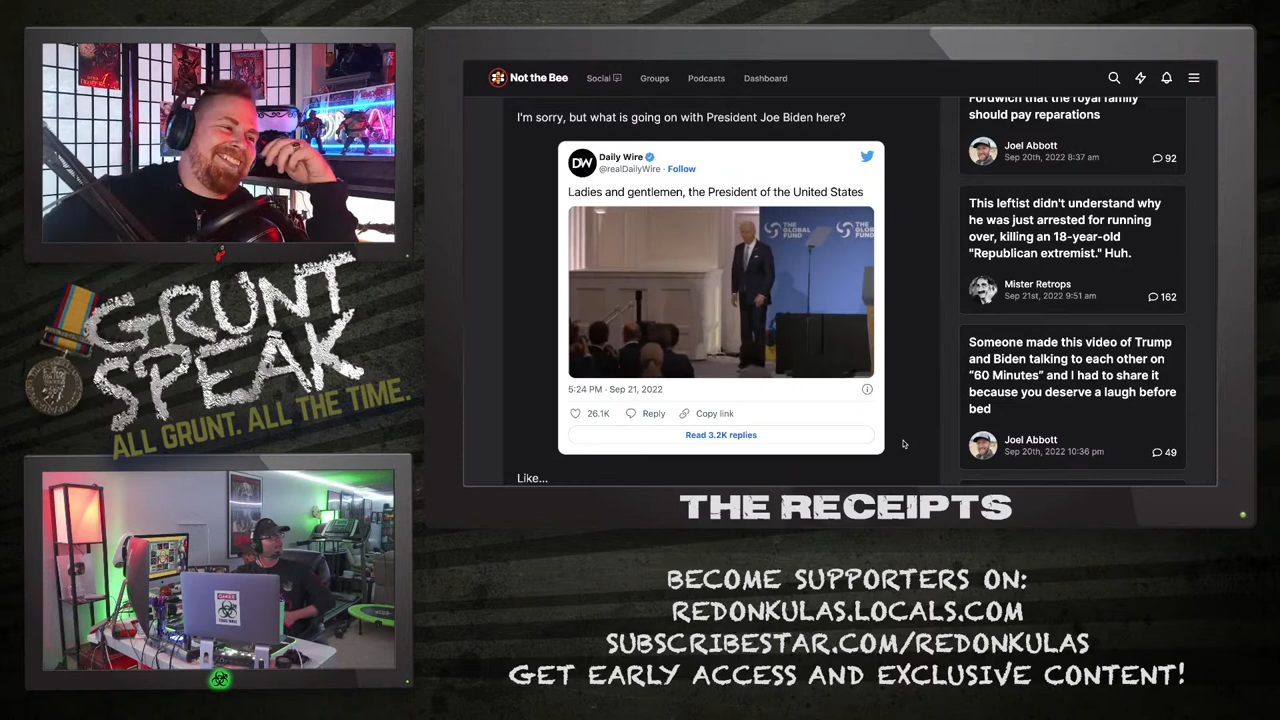 GRUNT
SPEAK
ALL GRUNT. ALL THE TIME.
Not the Bee
Social
Groups
Podcasts
Dashboard
I'm sorry, but what is going on with President Joe Biden here?
DW
Daily Wire
@realDailyWire · Follow
Ladies and gentlemen, the President of the United States
THE
GLOBAL
FUND
THE
GLOB
FUND
5:24 PM · Sep 21, 2022
26.1K
Reply
Copy link
Read 3.2K replies
Like...
Fordwich that the royal family
should pay reparations
Joel Abbott
Sep 20th, 2022 8:37 am
92
This leftist didn't understand why
he was just arrested for running
over, killing an 18-year-old
"Republican extremist." Huh.
Mister Retrops
Sep 21st, 2022 9:51 am
162
Someone made this video of Trump
and Biden talking to each other on
“60 Minutes” and I had to share it
because you deserve a laugh before
bed
Joel Abbott
Sep 20th, 2022 10:36 pm
49
THE RECEIPTS
BECOME SUPPORTERS ON:
REDONKULAS.LOCALS.COM
SUBSCRIBESTAR.COM/REDONKULAS
GET EARLY ACCESS AND EXCLUSIVE CONTENT!